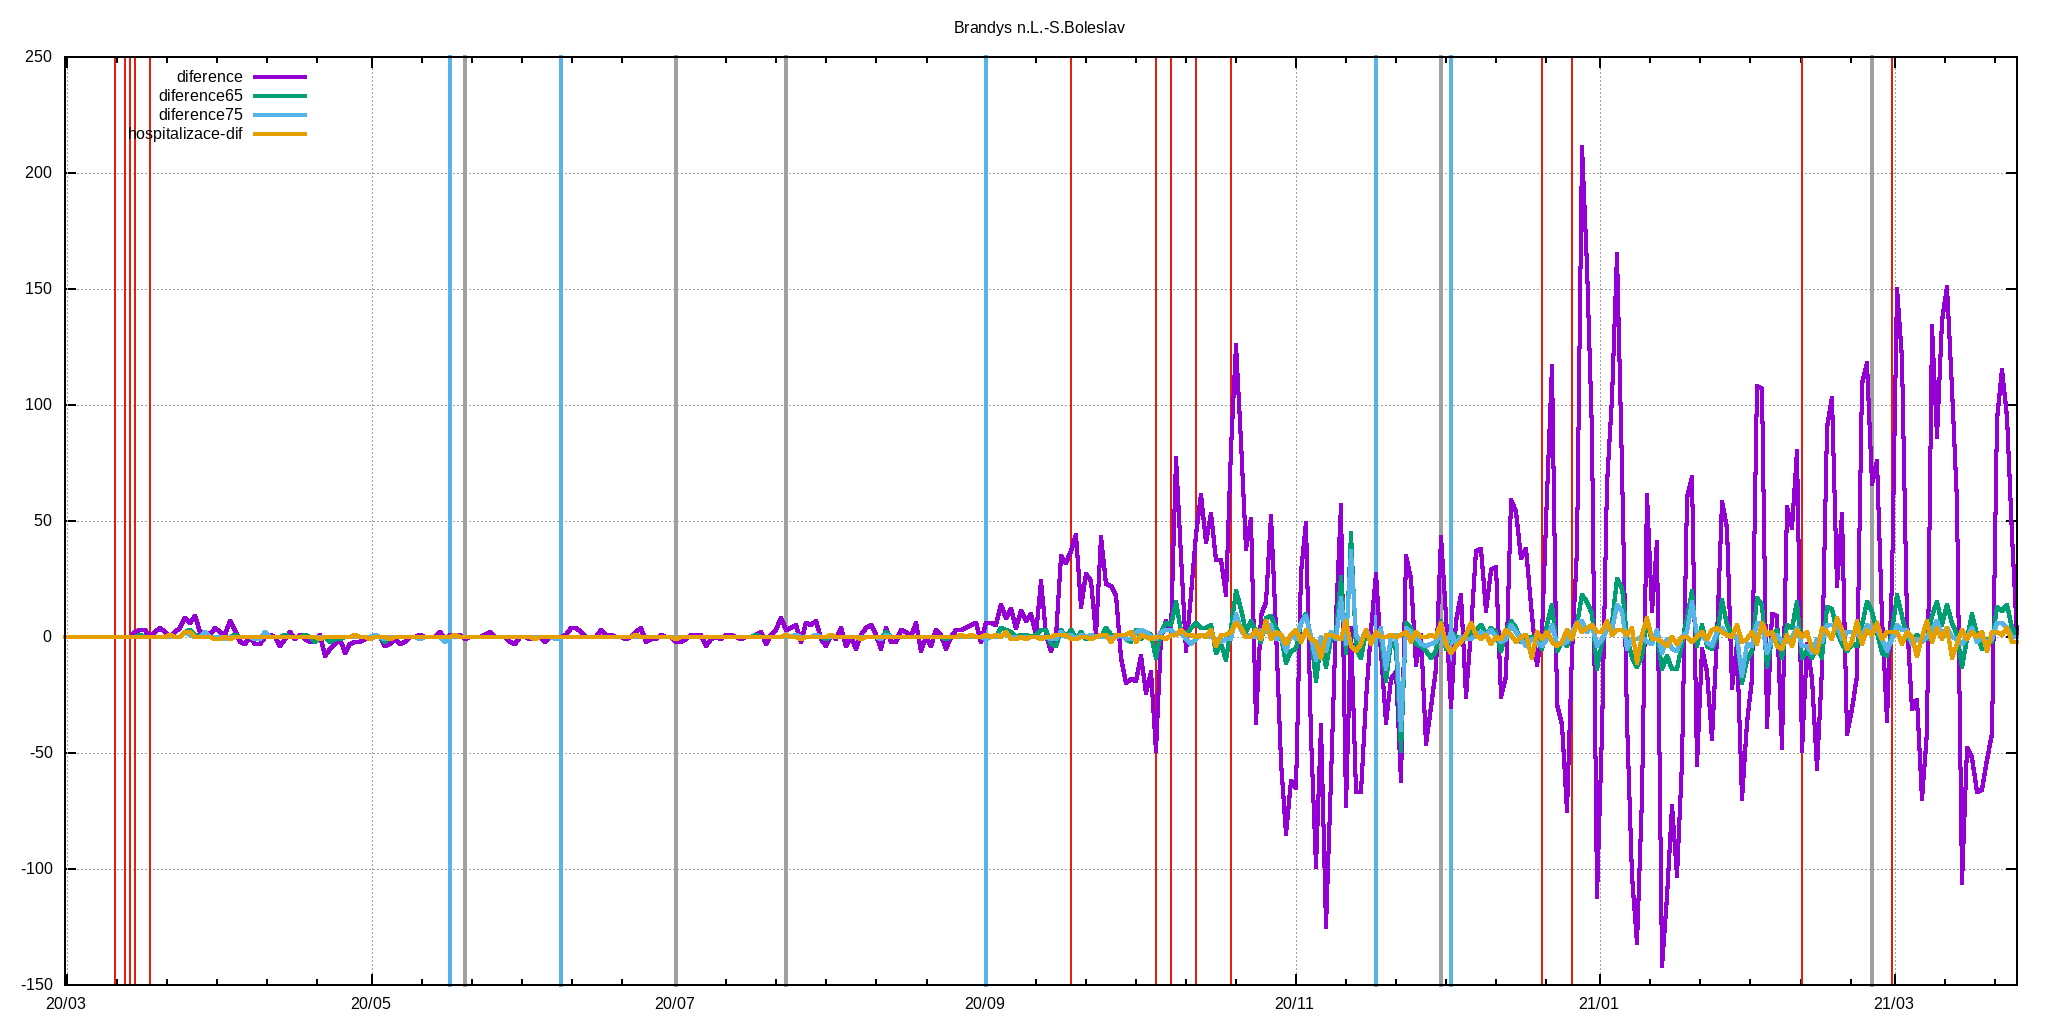 Brandys n.L.-S.Boleslav
250
200
150
100
50
0
-50
-100
-150
diference
diference65
diference75
hospitalizace-dif
20/03 20/05 20/07 20/09 20/11 21/01 21/03